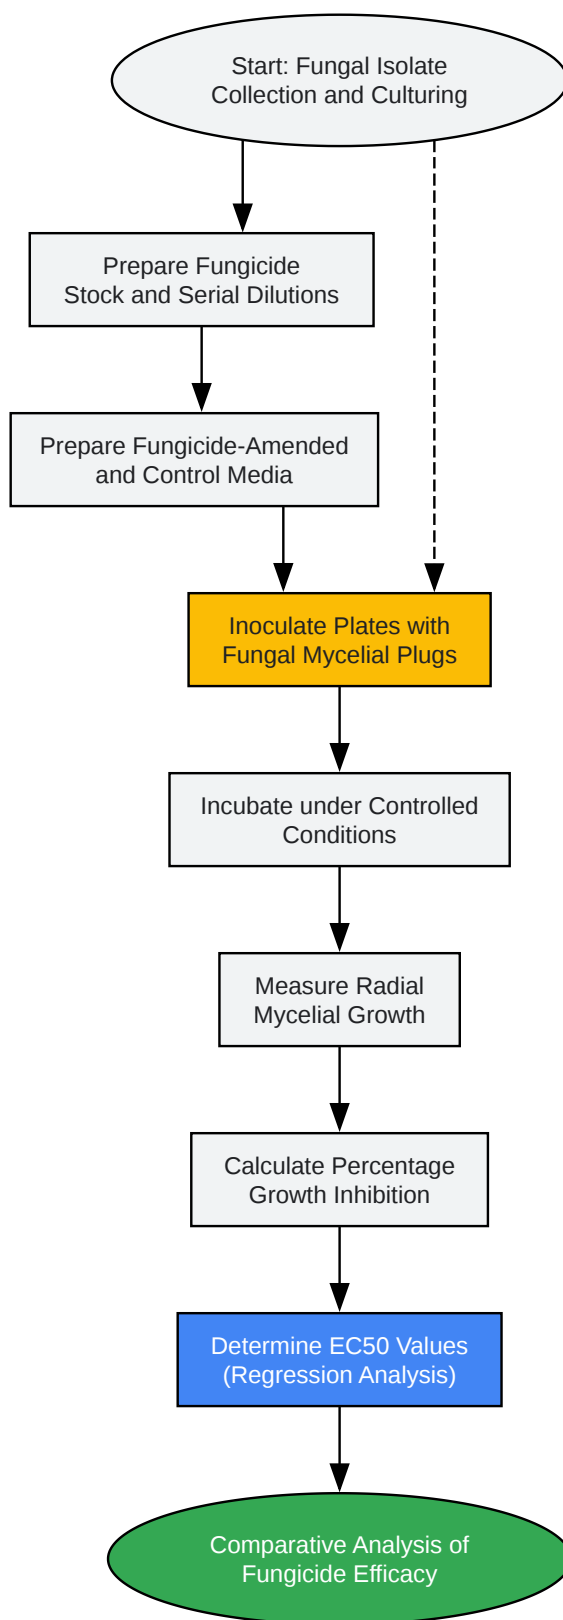 Start: Fungal Isolate
Collection and Culturing
Prepare Fungicide
Stock and Serial Dilutions
Prepare Fungicide-Amended
and Control Media
Inoculate Plates with
Fungal Mycelial Plugs
Incubate under Controlled
Conditions
Measure Radial
Mycelial Growth
Calculate Percentage
Growth Inhibition
Determine EC50 Values
(Regression Analysis)
Comparative Analysis of
Fungicide Efficacy